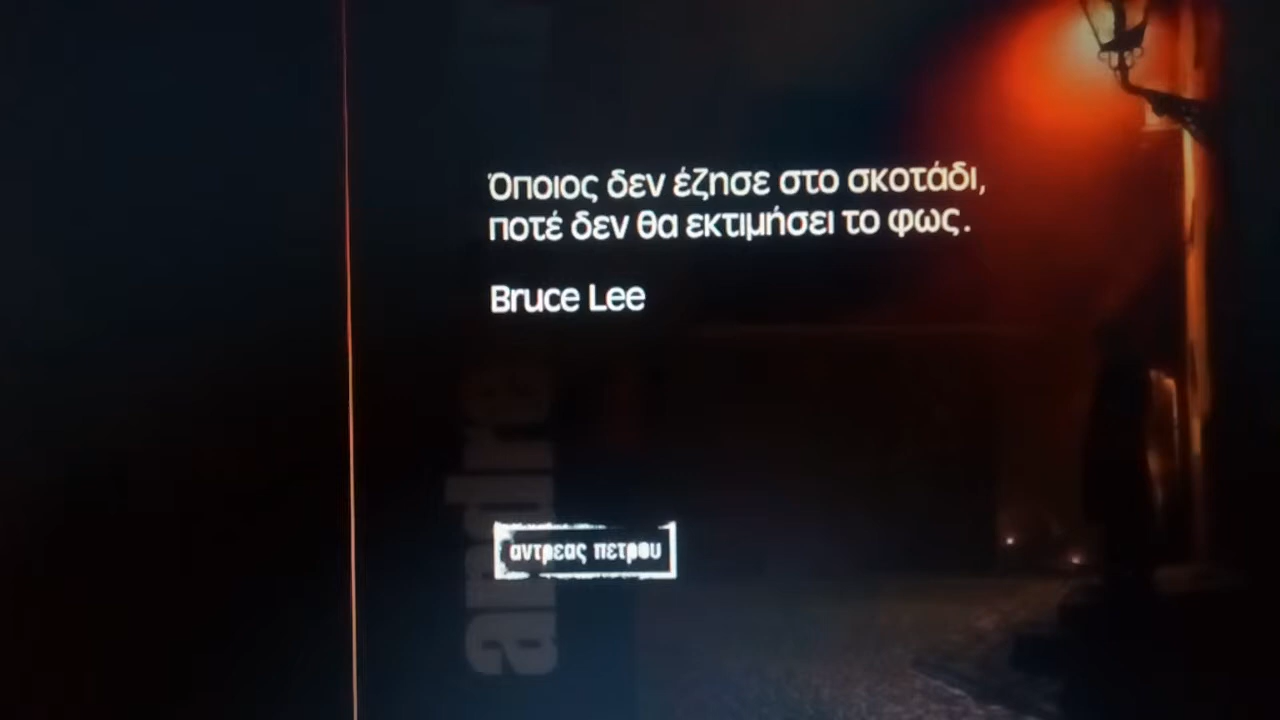 Όποιος δεν έζησε στο σκοτάδι,
ποτέ δεν θα εκτιμήσει το φως.
Bruce Lee
αντρεας πετρου